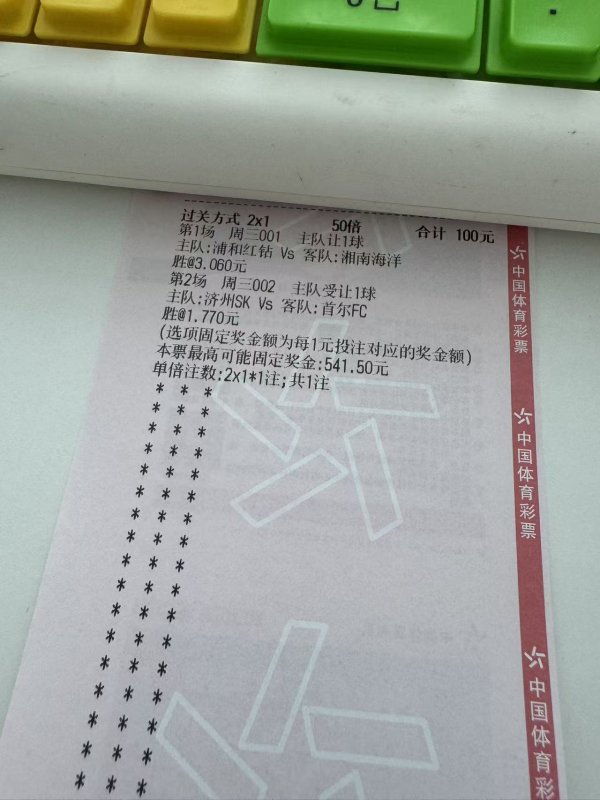 过关方式 2x1 50倍 合计 100元
第1场 周三001 主队让1球
主队:浦和红钻 Vs 客队:湘南海洋
胜@3.060元
第2场 周三002 主队受让1球
主队:济州SK Vs 客队:首尔FC
胜@1.770元
(选项固定奖金额为每1元投注对应的奖金额)
本票最高可能固定奖金:541.50元
单倍注数:2x1*1注;共1注
中国体育彩票
中国体育彩票
中国体育彩